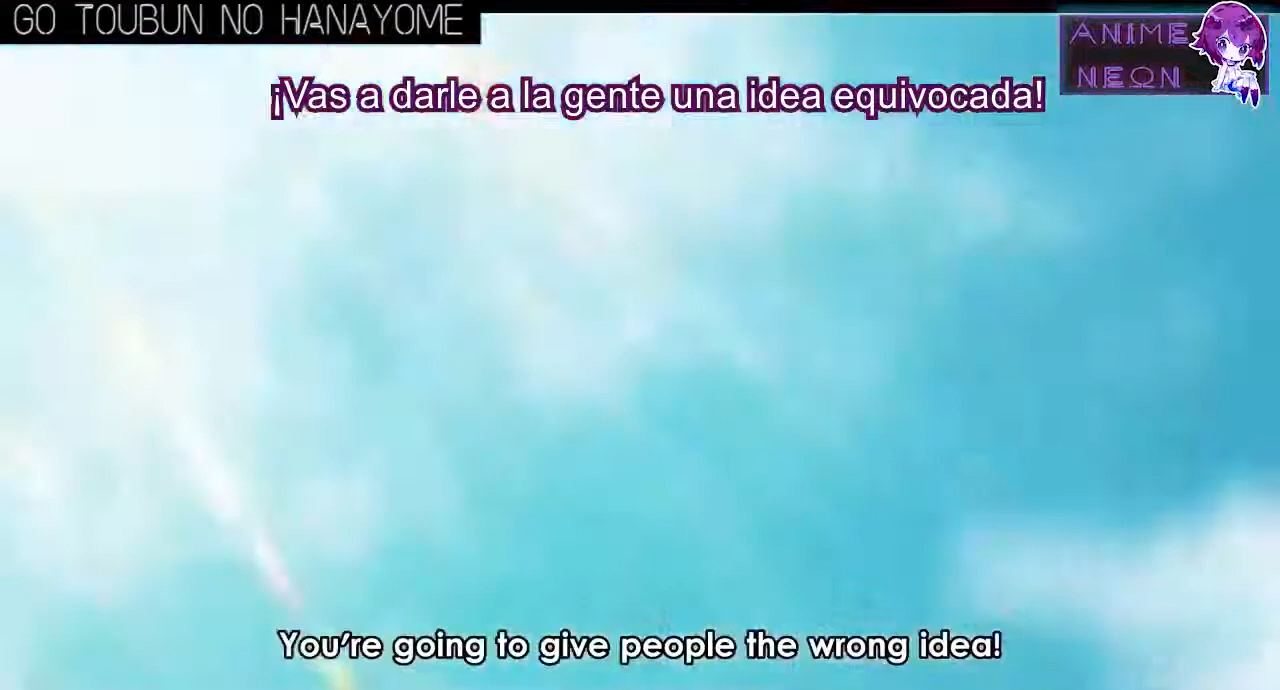 GO TOUBUN NO HANAYOME
ANIME
NEON
¡Vas a darle a la gente una idea equivocada!
You're going to give people the wrong idea!